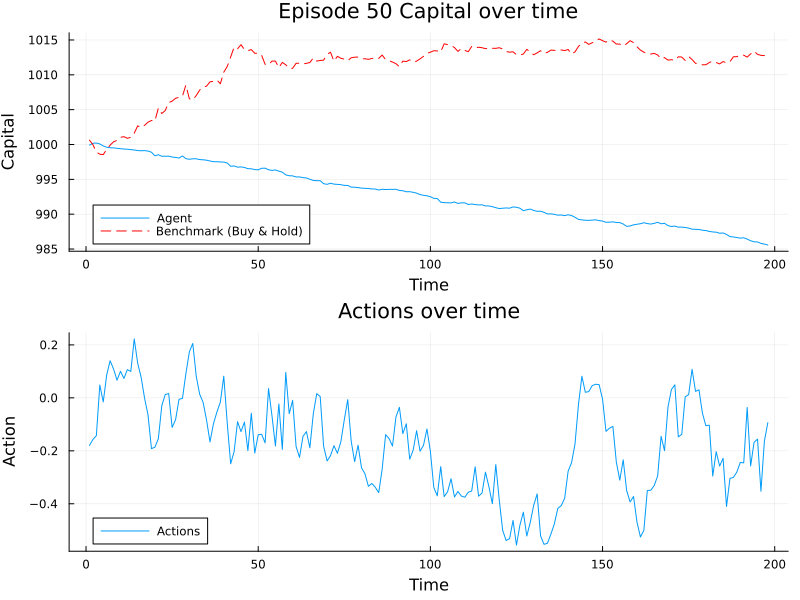 Episode 50 Capital over time
Capital
1015
1010
1005
1000
995
990
985
Agent
Benchmark (Buy & Hold)
0 50 100 150 200
Time
Actions over time
Action
0.2
0.0
−0.2
−0.4
Actions
0 50 100 150 200
Time